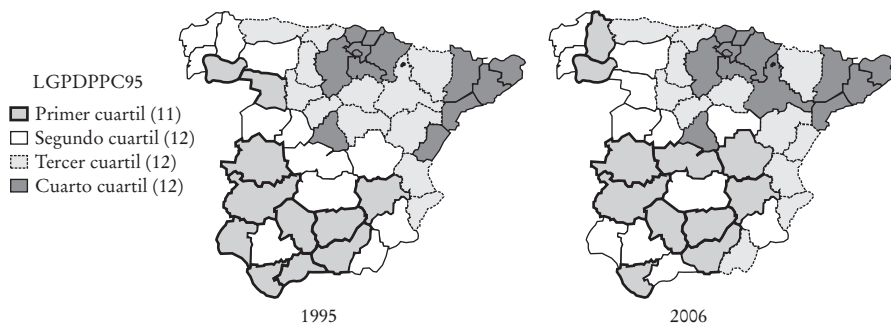 LGPDPPC95
Primer cuartil (11)
Segundo cuartil (12)
Tercer cuartil (12)
Cuarto cuartil (12)
1995
2006